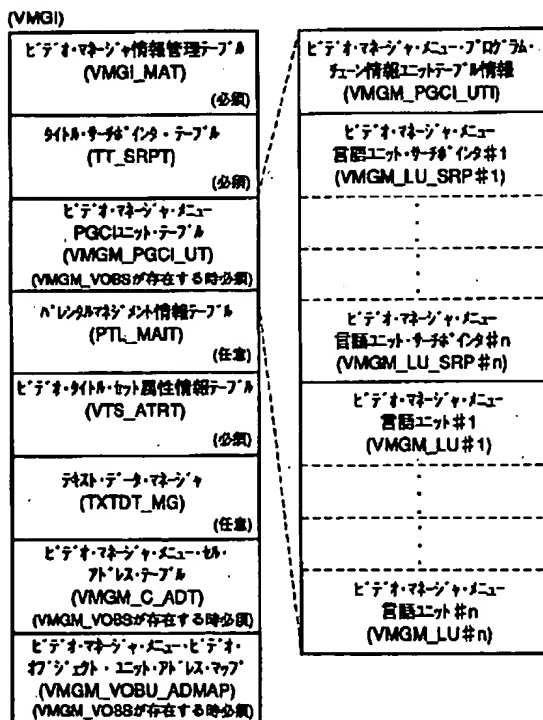 (VMGI)
ビデオ・マネージャ情報管理テーブル
(VMGI_MAT)
(必須)
タイトル・サーチポインタ・テーブル
(TT_SRPT)
(必須)
ビデオ・マネージャ・メニュー
PGCIユニット・テーブル
(VMGM_PGCI_UT)
(VMGM_VOBSが存在する時必須)
パレンタルマネジメント情報テーブル
(PTL_MAIT)
(任意)
ビデオ・タイトル・セット属性情報テーブル
(VTS_ATRT)
(必須)
テキスト・データ・マネージャ
(TXTDT_MG)
(任意)
ビデオ・マネージャ・メニュー・セル・
アドレス・テーブル
(VMGM_C_ADT)
(VMGM_VOBSが存在する時必須)
ビデオ・マネージャ・メニュー・ビデオ・
オブジェクト・ユニット・アドレス・マップ
(VMGM_VOBU_ADMAP)
(VMGM_VOBSが存在する時必須)
ビデオ・マネージャ・メニュー・プログラム・
チェーン情報ユニットテーブル情報
(VMGM_PGCI_UTI)
ビデオ・マネージャ・メニュー
言語ユニット・サーチポインタ#1
(VMGM_LU_SRP#1)
ビデオ・マネージャ・メニュー
言語ユニット・サーチポインタ#n
(VMGM_LU_SRP#n)
ビデオ・マネージャ・メニュー
言語ユニット#1
(VMGM_LU#1)
ビデオ・マネージャ・メニュー
言語ユニット#n
(VMGM_LU#n)